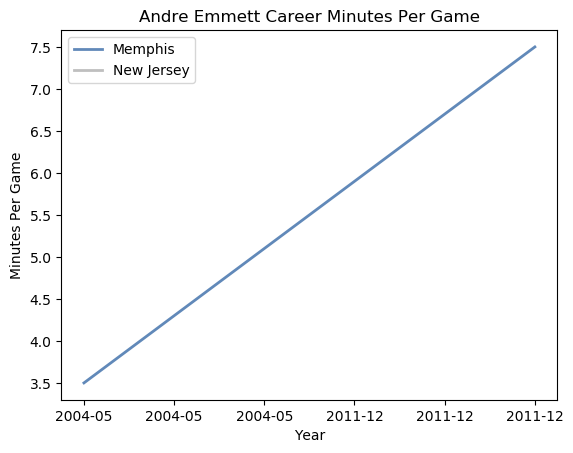 Andre Emmett Career Minutes Per Game
Memphis
New Jersey
7.5
7.0
6.5
6.0
5.5
5.0
4.5
4.0
3.5
Minutes Per Game
2004-05 2004-05 2004-05 2011-12 2011-12 2011-12
Year